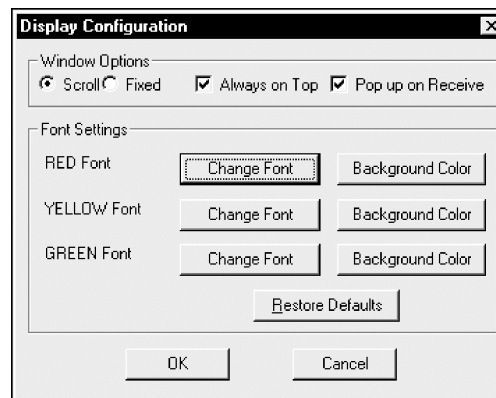 Display Configuration
Window Options
Scroll Fixed Always on Top Pop up on Receive
Font Settings
RED Font Change Font Background Color
YELLOW Font Change Font Background Color
GREEN Font Change Font Background Color
Restore Defaults
OK Cancel